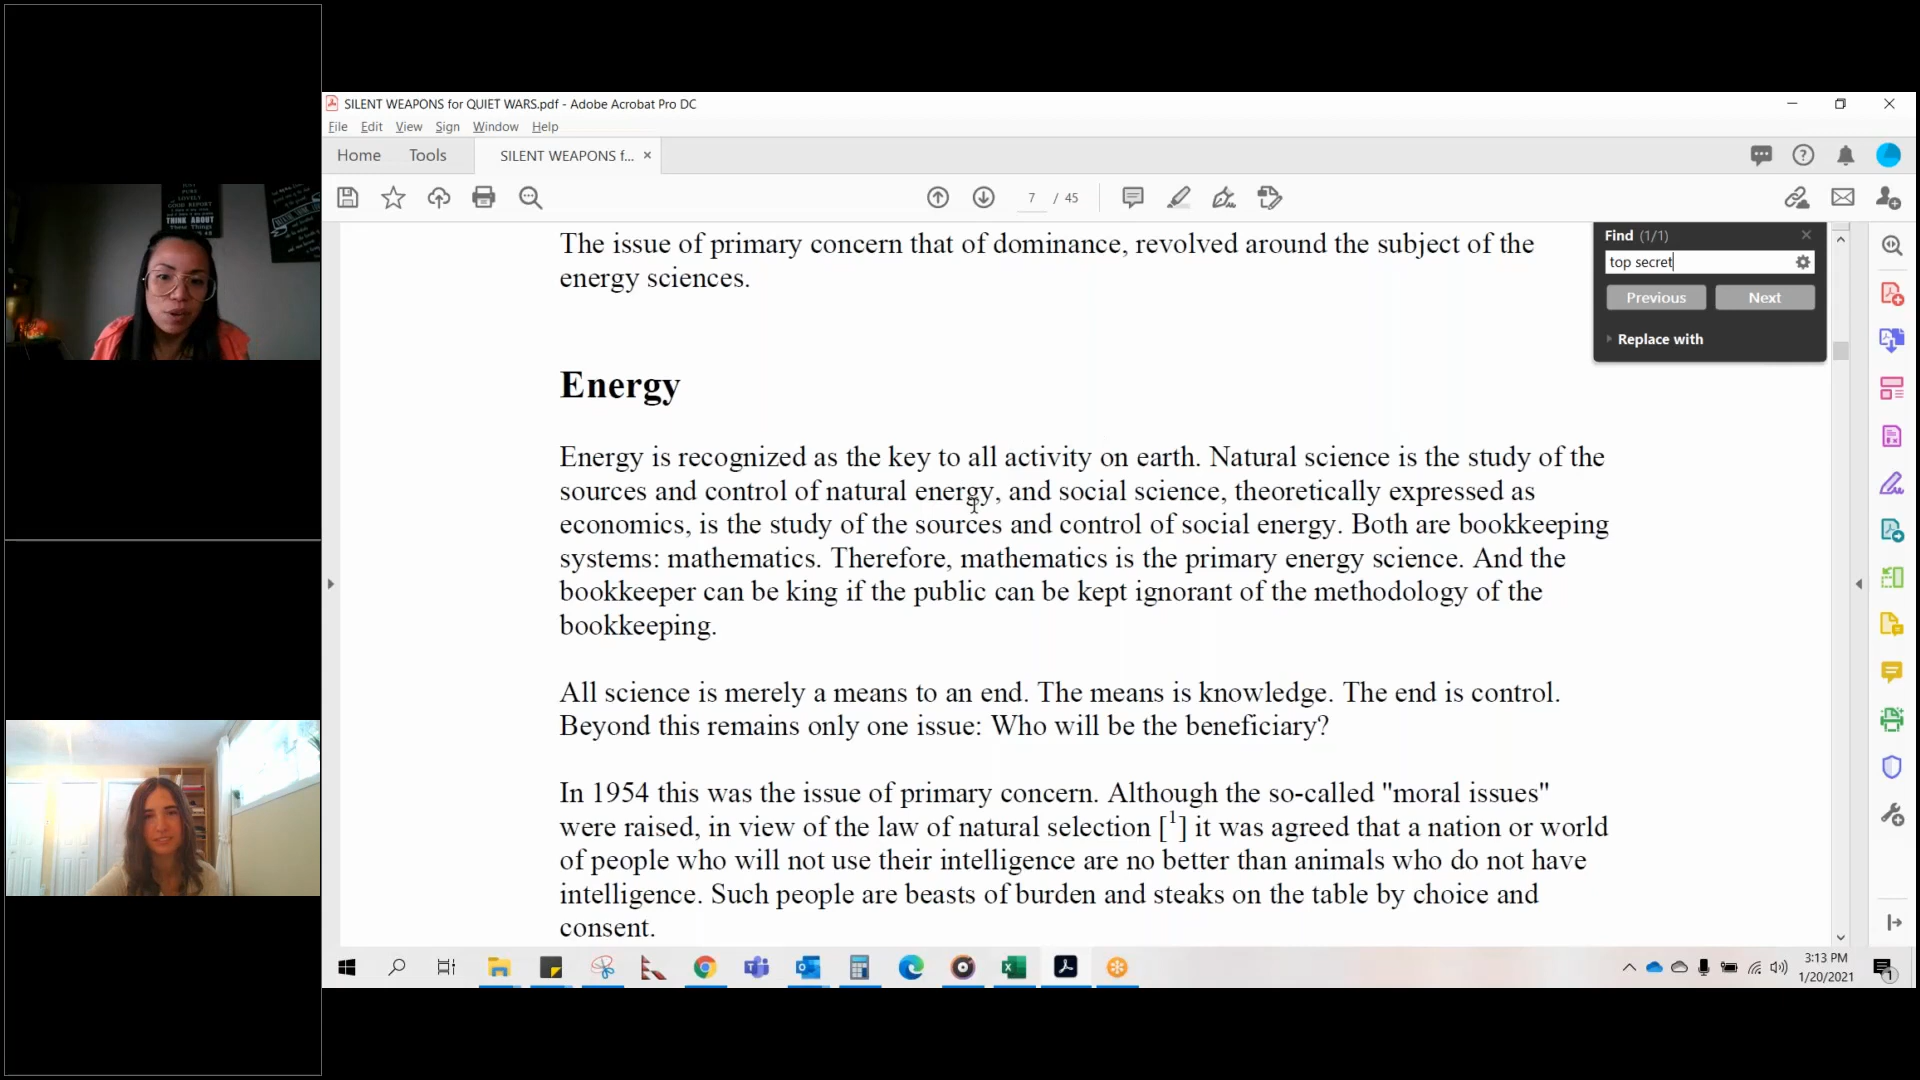 JUST
PURE
LOVELY
GOOD REPORT
THINK ABOUT
These Things
SILENT WEAPONS for QUIET WARS.pdf - Adobe Acrobat Pro DC
File Edit View Sign Window Help
Home Tools SILENT WEAPONS f... ×
7 / 45
Find (1/1)
top secret
Previous Next
Replace with
The issue of primary concern that of dominance, revolved around the subject of the
energy sciences.
Energy
Energy is recognized as the key to all activity on earth. Natural science is the study of the
sources and control of natural energy, and social science, theoretically expressed as
economics, is the study of the sources and control of social energy. Both are bookkeeping
systems: mathematics. Therefore, mathematics is the primary energy science. And the
bookkeeper can be king if the public can be kept ignorant of the methodology of the
bookkeeping.
All science is merely a means to an end. The means is knowledge. The end is control.
Beyond this remains only one issue: Who will be the beneficiary?
In 1954 this was the issue of primary concern. Although the so-called "moral issues"
were raised, in view of the law of natural selection [1] it was agreed that a nation or world
of people who will not use their intelligence are no better than animals who do not have
intelligence. Such people are beasts of burden and steaks on the table by choice and
consent.
3:13 PM
1/20/2021
1